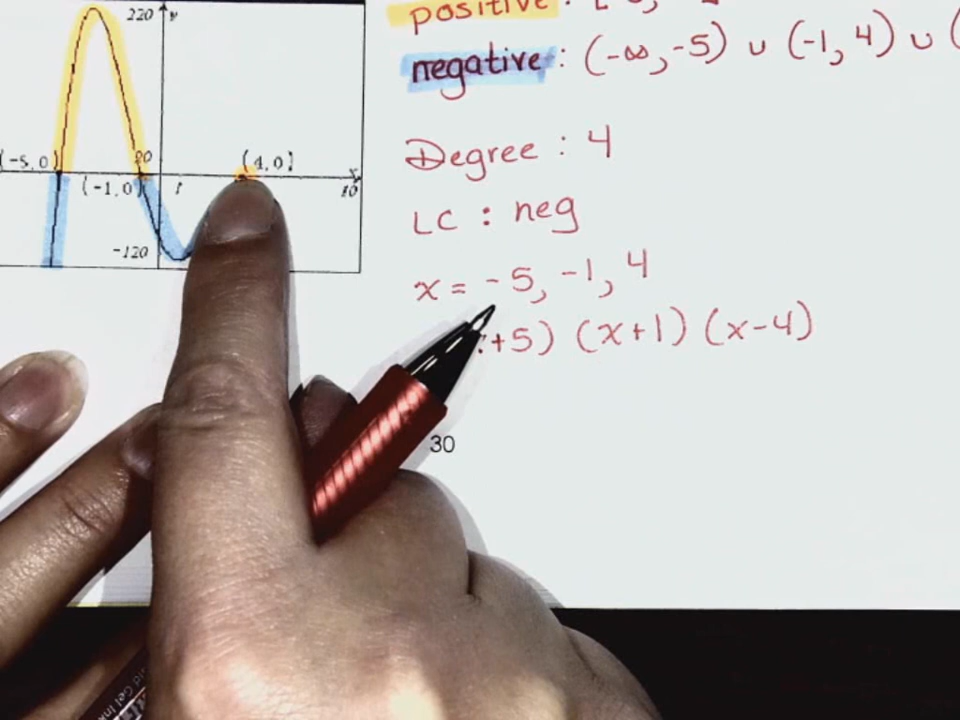 220 y
positive :
negative : (-∞, -5) ∪ (-1, 4) ∪ (
Degree : 4
(-5,0) 20 (4,0) x
(-1,0) 1 10
LC : neg
-120
x = -5, -1, 4
+5) (x+1) (x-4)
30